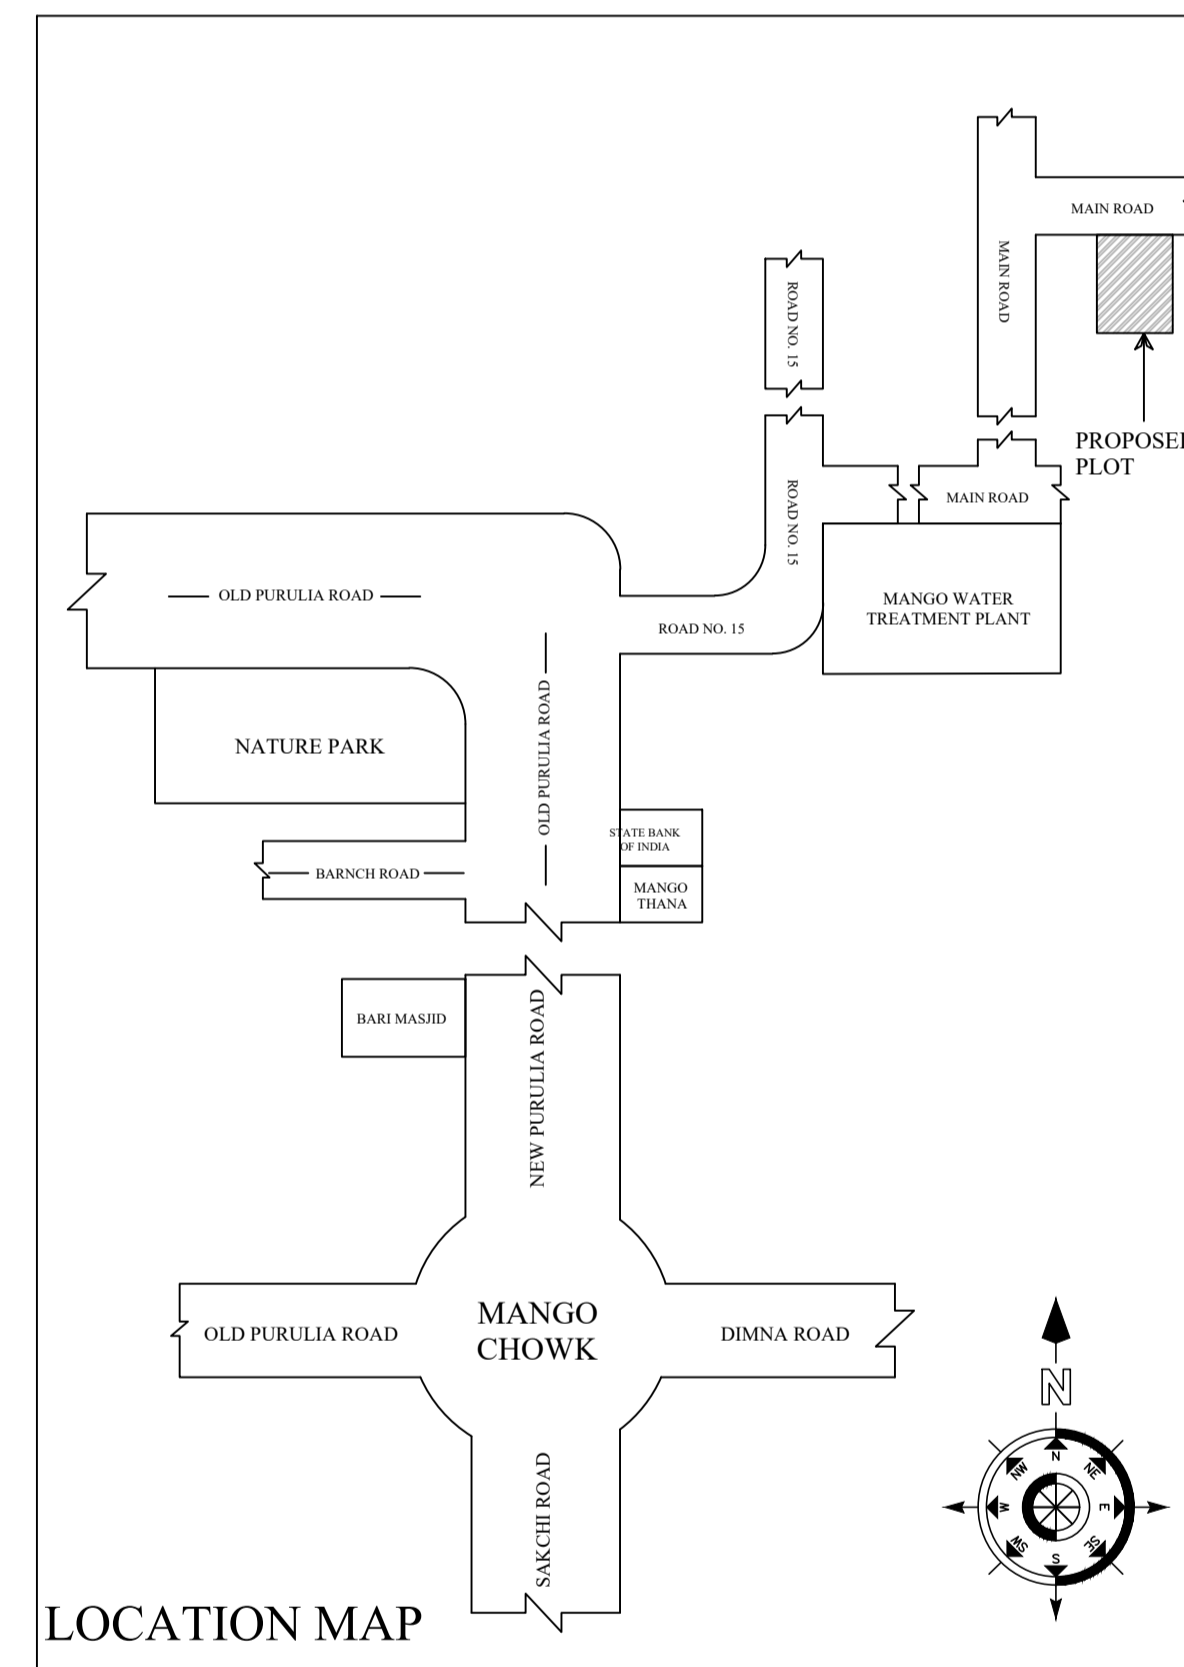 MAIN ROAD
MAIN ROAD
ROAD NO. 15
PROPOSED
PLOT
ROAD NO. 15
MAIN ROAD
OLD PURULIA ROAD
ROAD NO. 15
MANGO WATER
TREATMENT PLANT
OLD PURULIA ROAD
NATURE PARK
STATE BANK
OF INDIA
BARNCH ROAD
MANGO
THANA
BARI MASJID
NEW PURULIA ROAD
MANGO
CHOWK
OLD PURULIA ROAD
DIMNA ROAD
SAKCHI ROAD
N
N
NE
E
SE
S
SW
W
NW
LOCATION MAP